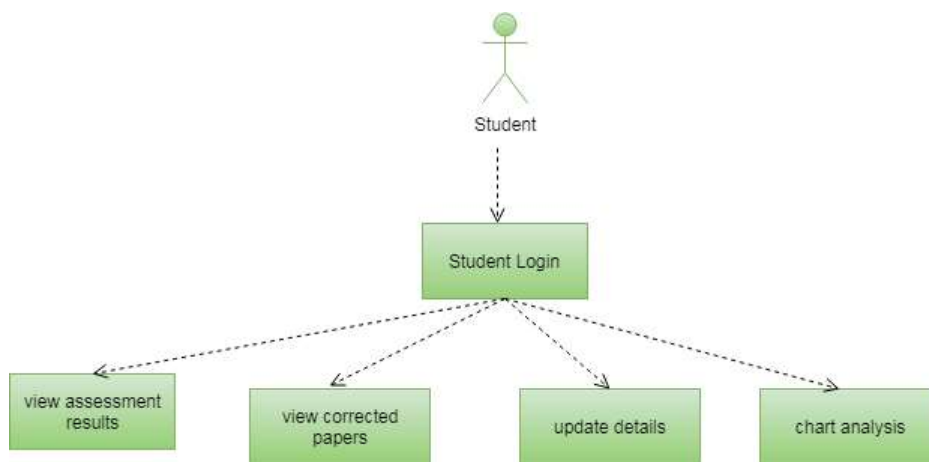 Student
Student Login
view assessment
results
view corrected
papers
update details
chart analysis